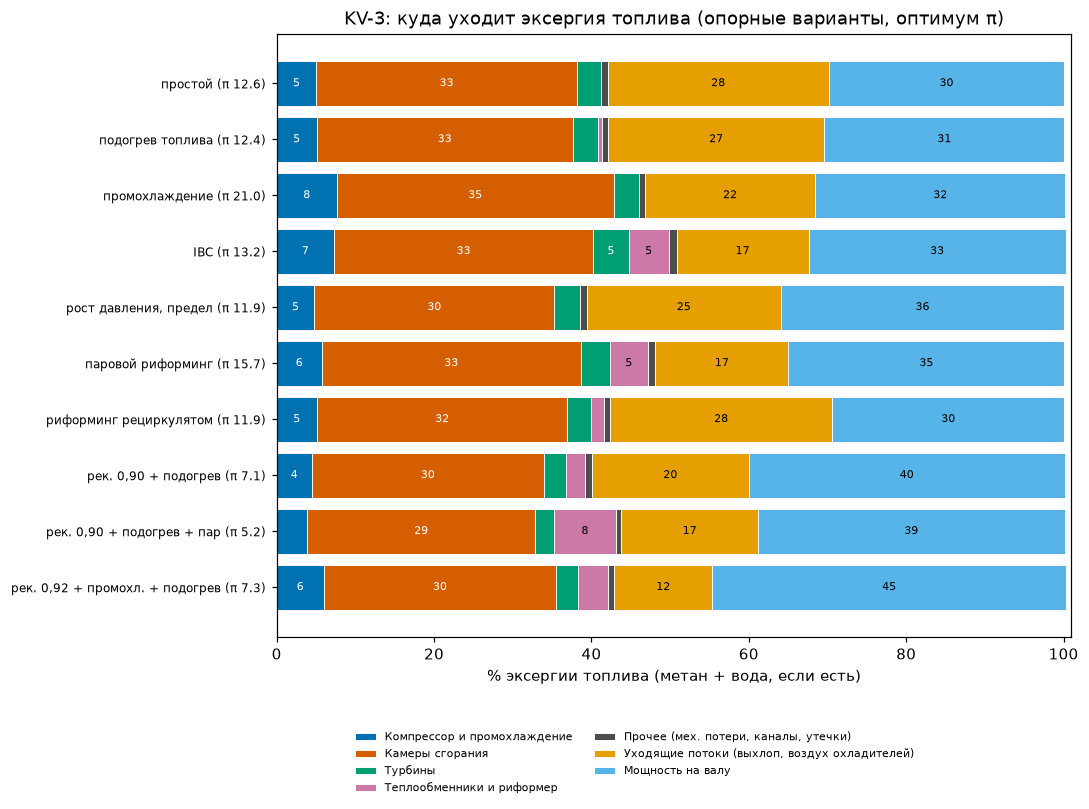 KV-3: куда уходит эксергия топлива (опорные варианты, оптимум π)
простой (π 12.6) 5 33 28 30
подогрев топлива (π 12.4) 5 33 27 31
промохлаждение (π 21.0) 8 35 22 32
IBC (π 13.2) 7 33 5 5 17 33
рост давления, предел (π 11.9) 5 30 25 36
паровой риформинг (π 15.7) 6 33 5 17 35
риформинг рециркулятом (π 11.9) 5 32 28 30
рек. 0,90 + подогрев (π 7.1) 4 30 20 40
рек. 0,90 + подогрев + пар (π 5.2) 29 8 17 39
рек. 0,92 + промохл. + подогрев (π 7.3) 6 30 12 45
0 20 40 60 80 100
% эксергии топлива (метан + вода, если есть)
Компрессор и промохлаждение
Камеры сгорания
Турбины
Теплообменники и риформер
Прочее (мех. потери, каналы, утечки)
Уходящие потоки (выхлоп, воздух охладителей)
Мощность на валу